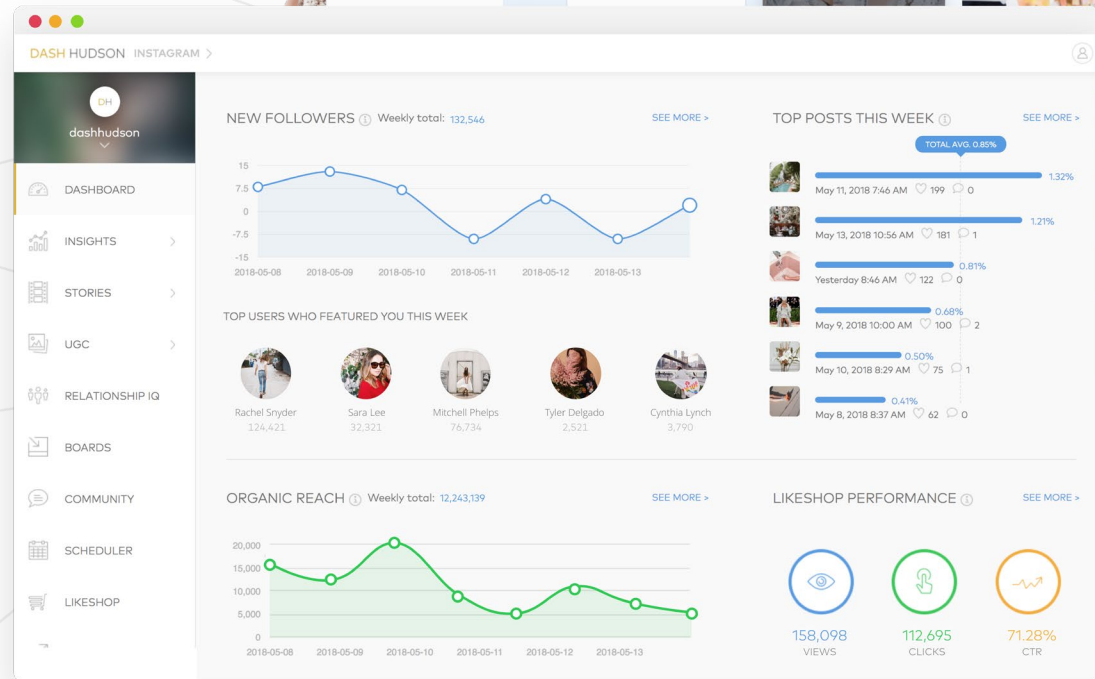 DASH HUDSON INSTAGRAM >
DH
dashhudson
DASHBOARD
INSIGHTS
STORIES
UGC
RELATIONSHIP IQ
BOARDS
COMMUNITY
SCHEDULER
LIKESHOP
NEW FOLLOWERS Weekly total: 132,546 SEE MORE >
15
7.5
0
-7.5
-15
2018-05-08 2018-05-09 2018-05-10 2018-05-11 2018-05-12 2018-05-13
TOP USERS WHO FEATURED YOU THIS WEEK
Rachel Snyder Sara Lee Mitchell Phelps Tyler Delgado Cynthia Lynch
124,421 32,321 76,734 2,521 3,790
TOP POSTS THIS WEEK SEE MORE >
TOTAL AVG. 0.85%
1.32%
May 11, 2018 7:46 AM 199 0
1.21%
May 13, 2018 10:56 AM 181 1
0.81%
Yesterday 8:46 AM 122 0
0.68%
May 9, 2018 10:00 AM 100 2
0.50%
May 10, 2018 8:29 AM 75 1
0.41%
May 8, 2018 8:37 AM 62 0
ORGANIC REACH Weekly total: 12,243,139 SEE MORE >
20,000
15,000
10,000
5,000
0
2018-05-08 2018-05-09 2018-05-10 2018-05-11 2018-05-12 2018-05-13
LIKESHOP PERFORMANCE SEE MORE >
158,098 112,695 71.28%
VIEWS CLICKS CTR